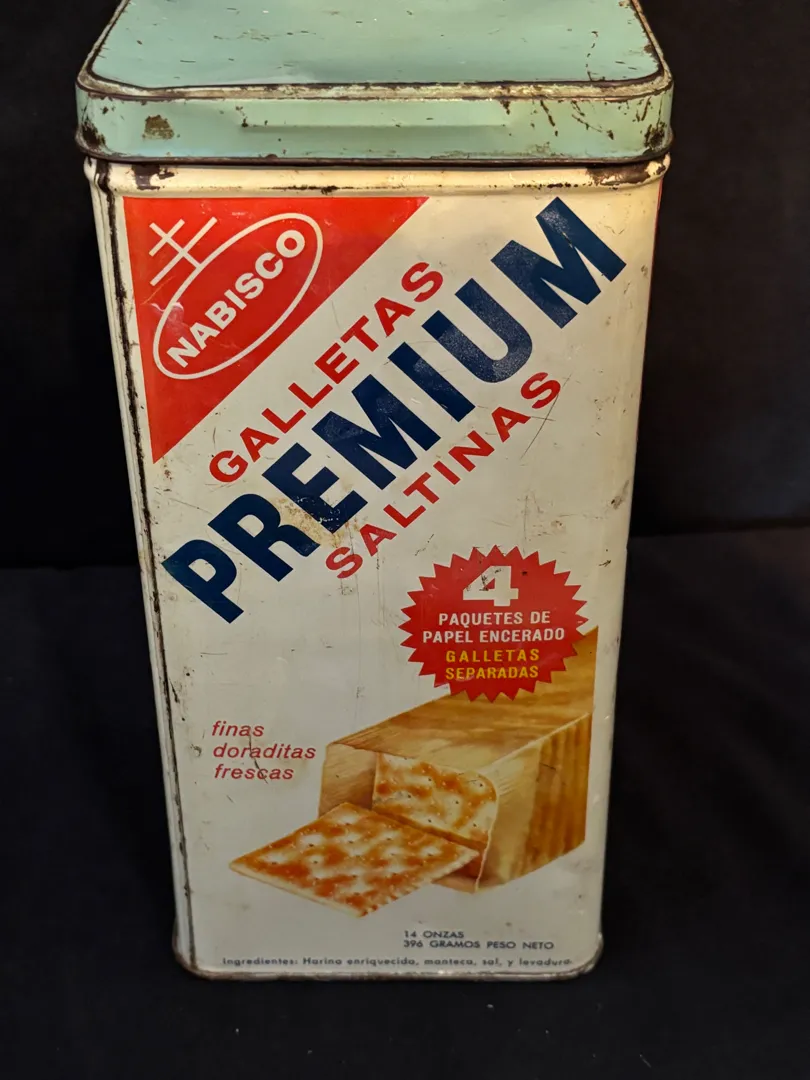 NABISCO
GALLETAS
PREMIUM
SALTINAS
4
PAQUETES DE
PAPEL ENCERADO
GALLETAS
SEPARADAS
finas
doraditas
frescas
14 ONZAS
396 GRAMOS PESO NETO
Ingredientes: Harina enriquecida, manteca, sal, y levadura.